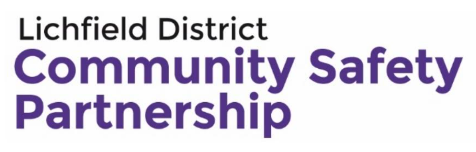 Lichfield District
Community Safety
Partnership